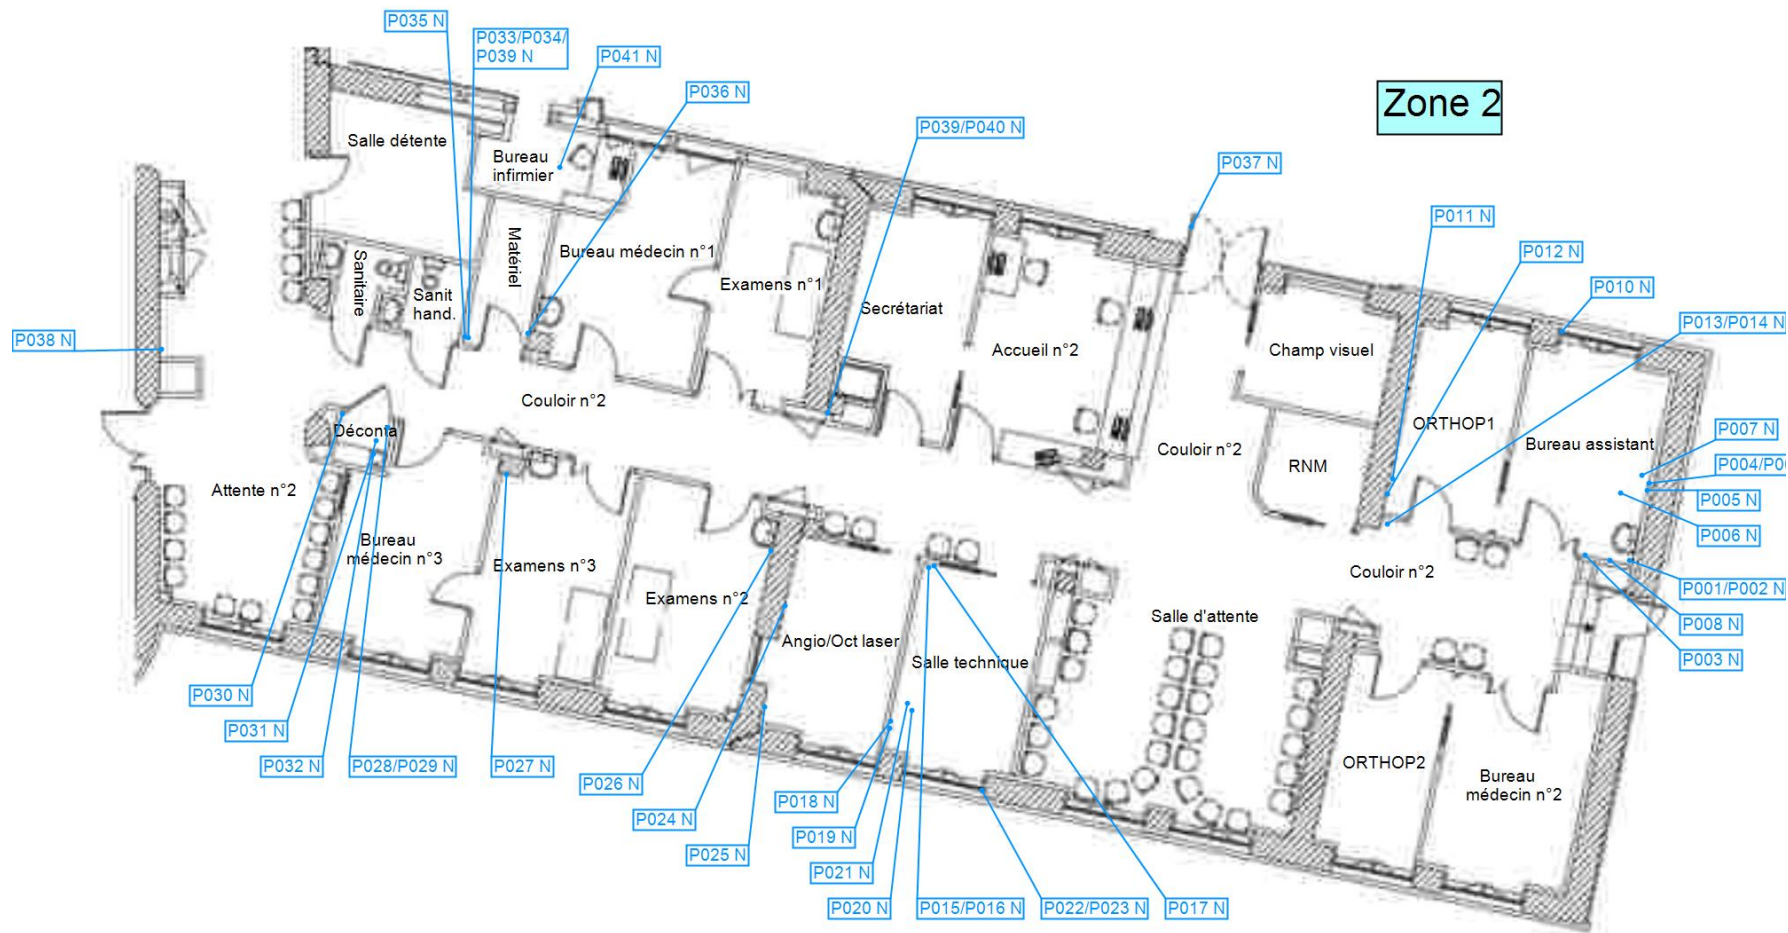 P035 N
P033/P034/
P039 N
P041 N
P036 N
Zone 2
P039/P040 N
P037 N
P011 N
P012 N
P010 N
P013/P014 N
P038 N
Salle détente
Bureau
infirmier
Matériel
Bureau médecin n°1
Examens n°1
Sanitaire
Sanit
hand.
Secrétariat
Accueil n°2
Champ visuel
ORTHOP1
Bureau assistant
P007 N
P004/P0
P005 N
P006 N
P001/P002 N
P008 N
P003 N
Couloir n°2
Couloir n°2
RNM
Déconta
Attente n°2
Bureau
médecin n°3
Examens n°3
Examens n°2
Angio/Oct laser
Salle technique
Salle d'attente
Couloir n°2
ORTHOP2
Bureau
médecin n°2
P030 N
P031 N
P032 N
P028/P029 N
P027 N
P026 N
P024 N
P025 N
P018 N
P019 N
P021 N
P020 N
P015/P016 N
P022/P023 N
P017 N